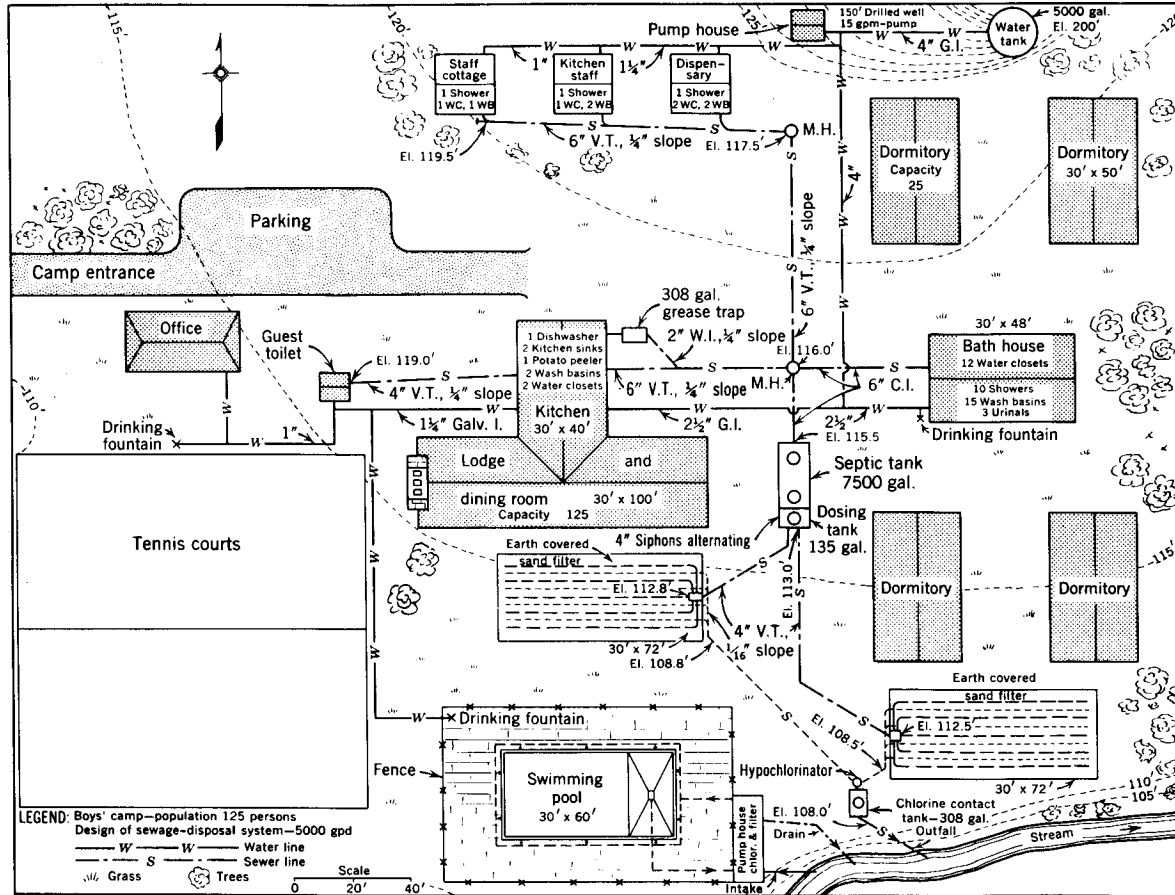 115'
120'
125'
120'
150' Drilled well
15 gpm-pump
Pump house
5000 gal.
El. 200'
Water
tank
4" G.I.
W W W W
W W
1"
1¼"
Staff
cottage
1 Shower
1 WC, 1 WB
Kitchen
staff
1 Shower
1 WC, 2 WB
Dispen-
sary
1 Shower
2 WC, 2 WB
S S
El. 119.5'
6" V.T., ¼" slope
El. 117.5'
M.H.
4"
Dormitory
Capacity
25
Dormitory
30' x 50'
6" V.T., ¼" slope
Parking
Camp entrance
Office
Guest
toilet
El. 119.0'
308 gal.
grease trap
2" W.I., ¼" slope
1 Dishwasher
2 Kitchen sinks
1 Potato peeler
2 Wash basins
2 Water closets
Kitchen
30' x 40'
4" V.T., ¼" slope
6" V.T., ¼" slope
El. 116.0'
M.H.
6" C.I.
30' x 48'
Bath house
12 Water closets
10 Showers
15 Wash basins
3 Urinals
110'
Drinking
fountain
1"
1¼" Galv. I.
2½" G.I.
2½"
El. 115.5
Drinking fountain
Lodge and
dining room 30' x 100'
Capacity 125
Septic tank
7500 gal.
Dosing
tank
135 gal.
4" Siphons alternating
Tennis courts
Earth covered
sand filter
El. 112.8'
El. 113.0'
30' x 72'
El. 108.8'
4" V.T.,
1/16" slope
Dormitory
Dormitory
115'
Earth covered
sand filter
El. 112.5'
El. 108.5'
30' x 72'
110'
105'
Drinking fountain
Fence
Swimming
pool
30' x 60'
Hypochlorinator
Chlorine contact
tank—308 gal.
El. 108.0'
Outfall
Drain
Stream
Pump house
chlor. & filter
Intake
LEGEND: Boys' camp—population 125 persons
Design of sewage-disposal system—5000 gpd
W W Water line
S Sewer line
Grass Trees
Scale
0 20' 40'